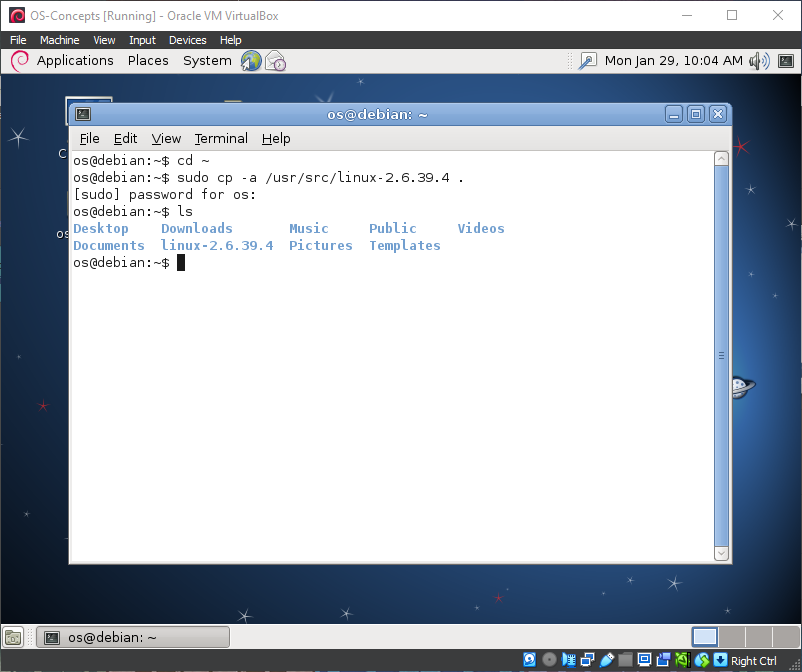 OS-Concepts [Running] - Oracle VM VirtualBox
File Machine View Input Devices Help
Applications Places System Mon Jan 29, 10:04 AM
os@debian: ~
File Edit View Terminal Help
os@debian:~$ cd ~
os@debian:~$ sudo cp -a /usr/src/linux-2.6.39.4 .
[sudo] password for os:
os@debian:~$ ls
Desktop Downloads Music Public Videos
Documents linux-2.6.39.4 Pictures Templates
os@debian:~$
os@debian: ~
Right Ctrl